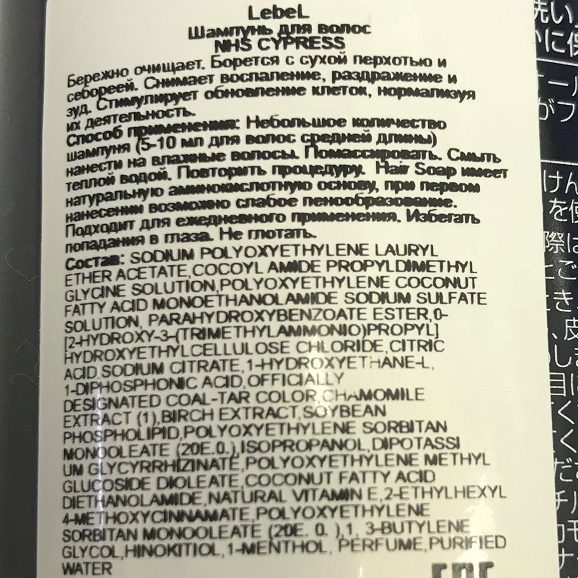 LebeL
Шампунь для волос
NHS CYPRESS
Бережно очищает. Борется с сухой перхотью и
себореей. Снимает воспаление, раздражение и
зуд. Стимулирует обновление клеток, нормализуя
их деятельность.
Способ применения: Небольшое количество
шампуня (5-10 мл для волос средней длины)
нанести на влажные волосы. Помассировать. Смыть
теплой водой. Повторить процедуру. Hair Soap имеет
натуральную аминокислотную основу, при первом
нанесении возможно слабое пенообразование.
Подходит для ежедневного применения. Избегать
попадания в глаза. Не глотать.
Состав: SODIUM POLYOXYETHYLENE LAURYL
ETHER ACETATE,COCOYL AMIDE PROPYLDIMETHYL
GLYCINE SOLUTION,POLYOXYETHYLENE COCONUT
FATTY ACID MONOETHANOLAMIDE SODIUM SULFATE
SOLUTION, PARAHYDROXYBENZOATE ESTER,0-
[2-HYDROXY-3-(TRIMETHYLAMMONIO)PROPYL]
HYDROXYETHYLCELLULOSE CHLORIDE,CITRIC
ACID SODIUM CITRATE,1-HYDROXYETHANE-L,
1-DIPHOSPHONIC ACID,OFFICIALLY
DESIGNATED COAL-TAR COLOR,CHAMOMILE
EXTRACT (1),BIRCH EXTRACT,SOYBEAN
PHOSPHOLIPID,POLYOXYETHYLENE SORBITAN
MONOOLEATE (20E.0.),ISOPROPANOL,DIPOTASSI
UM GLYCYRRHIZINATE,POLYOXYETHYLENE METHYL
GLUCOSIDE DIOLEATE,COCONUT FATTY ACID
DIETHANOLAMIDE,NATURAL VITAMIN E,2-ETHYLHEXYL
4-METHOXYCINNAMATE,POLYOXYETHYLENE
SORBITAN MONOOLEATE (20E. 0. ),1, 3-BUTYLENE
GLYCOL,HINOKITIOL,1-MENTHOL, PERFUME,PURIFIED
WATER